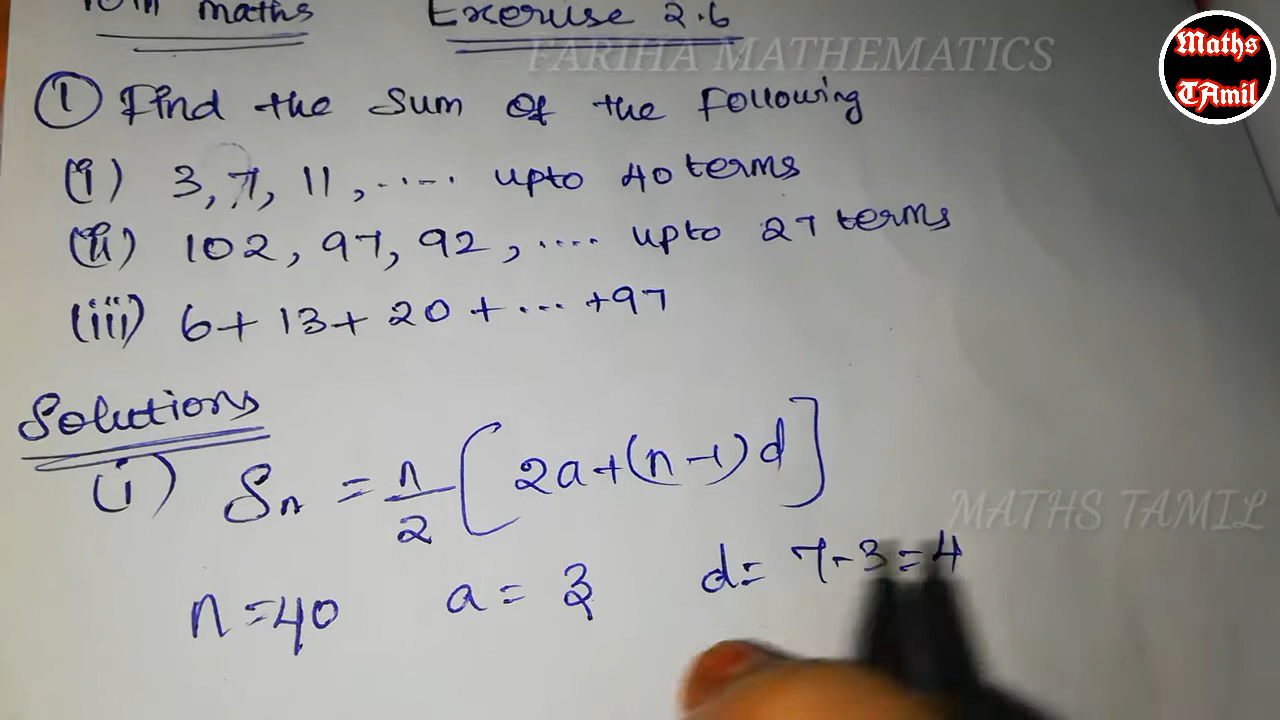 maths Exercise 2.6
FARIHA MATHEMATICS
Maths
TAmil
① Find the Sum of the Following
(i) 3, 7, 11, ..... upto 40 terms
(ii) 102, 97, 92, .... upto 27 terms
(iii) 6 + 13 + 20 + ... + 97
Solutions
(i) Sn = n/2 [2a + (n-1) d]
MATHS TAMIL
n = 40 a = 3 d = 7 - 3 = 4